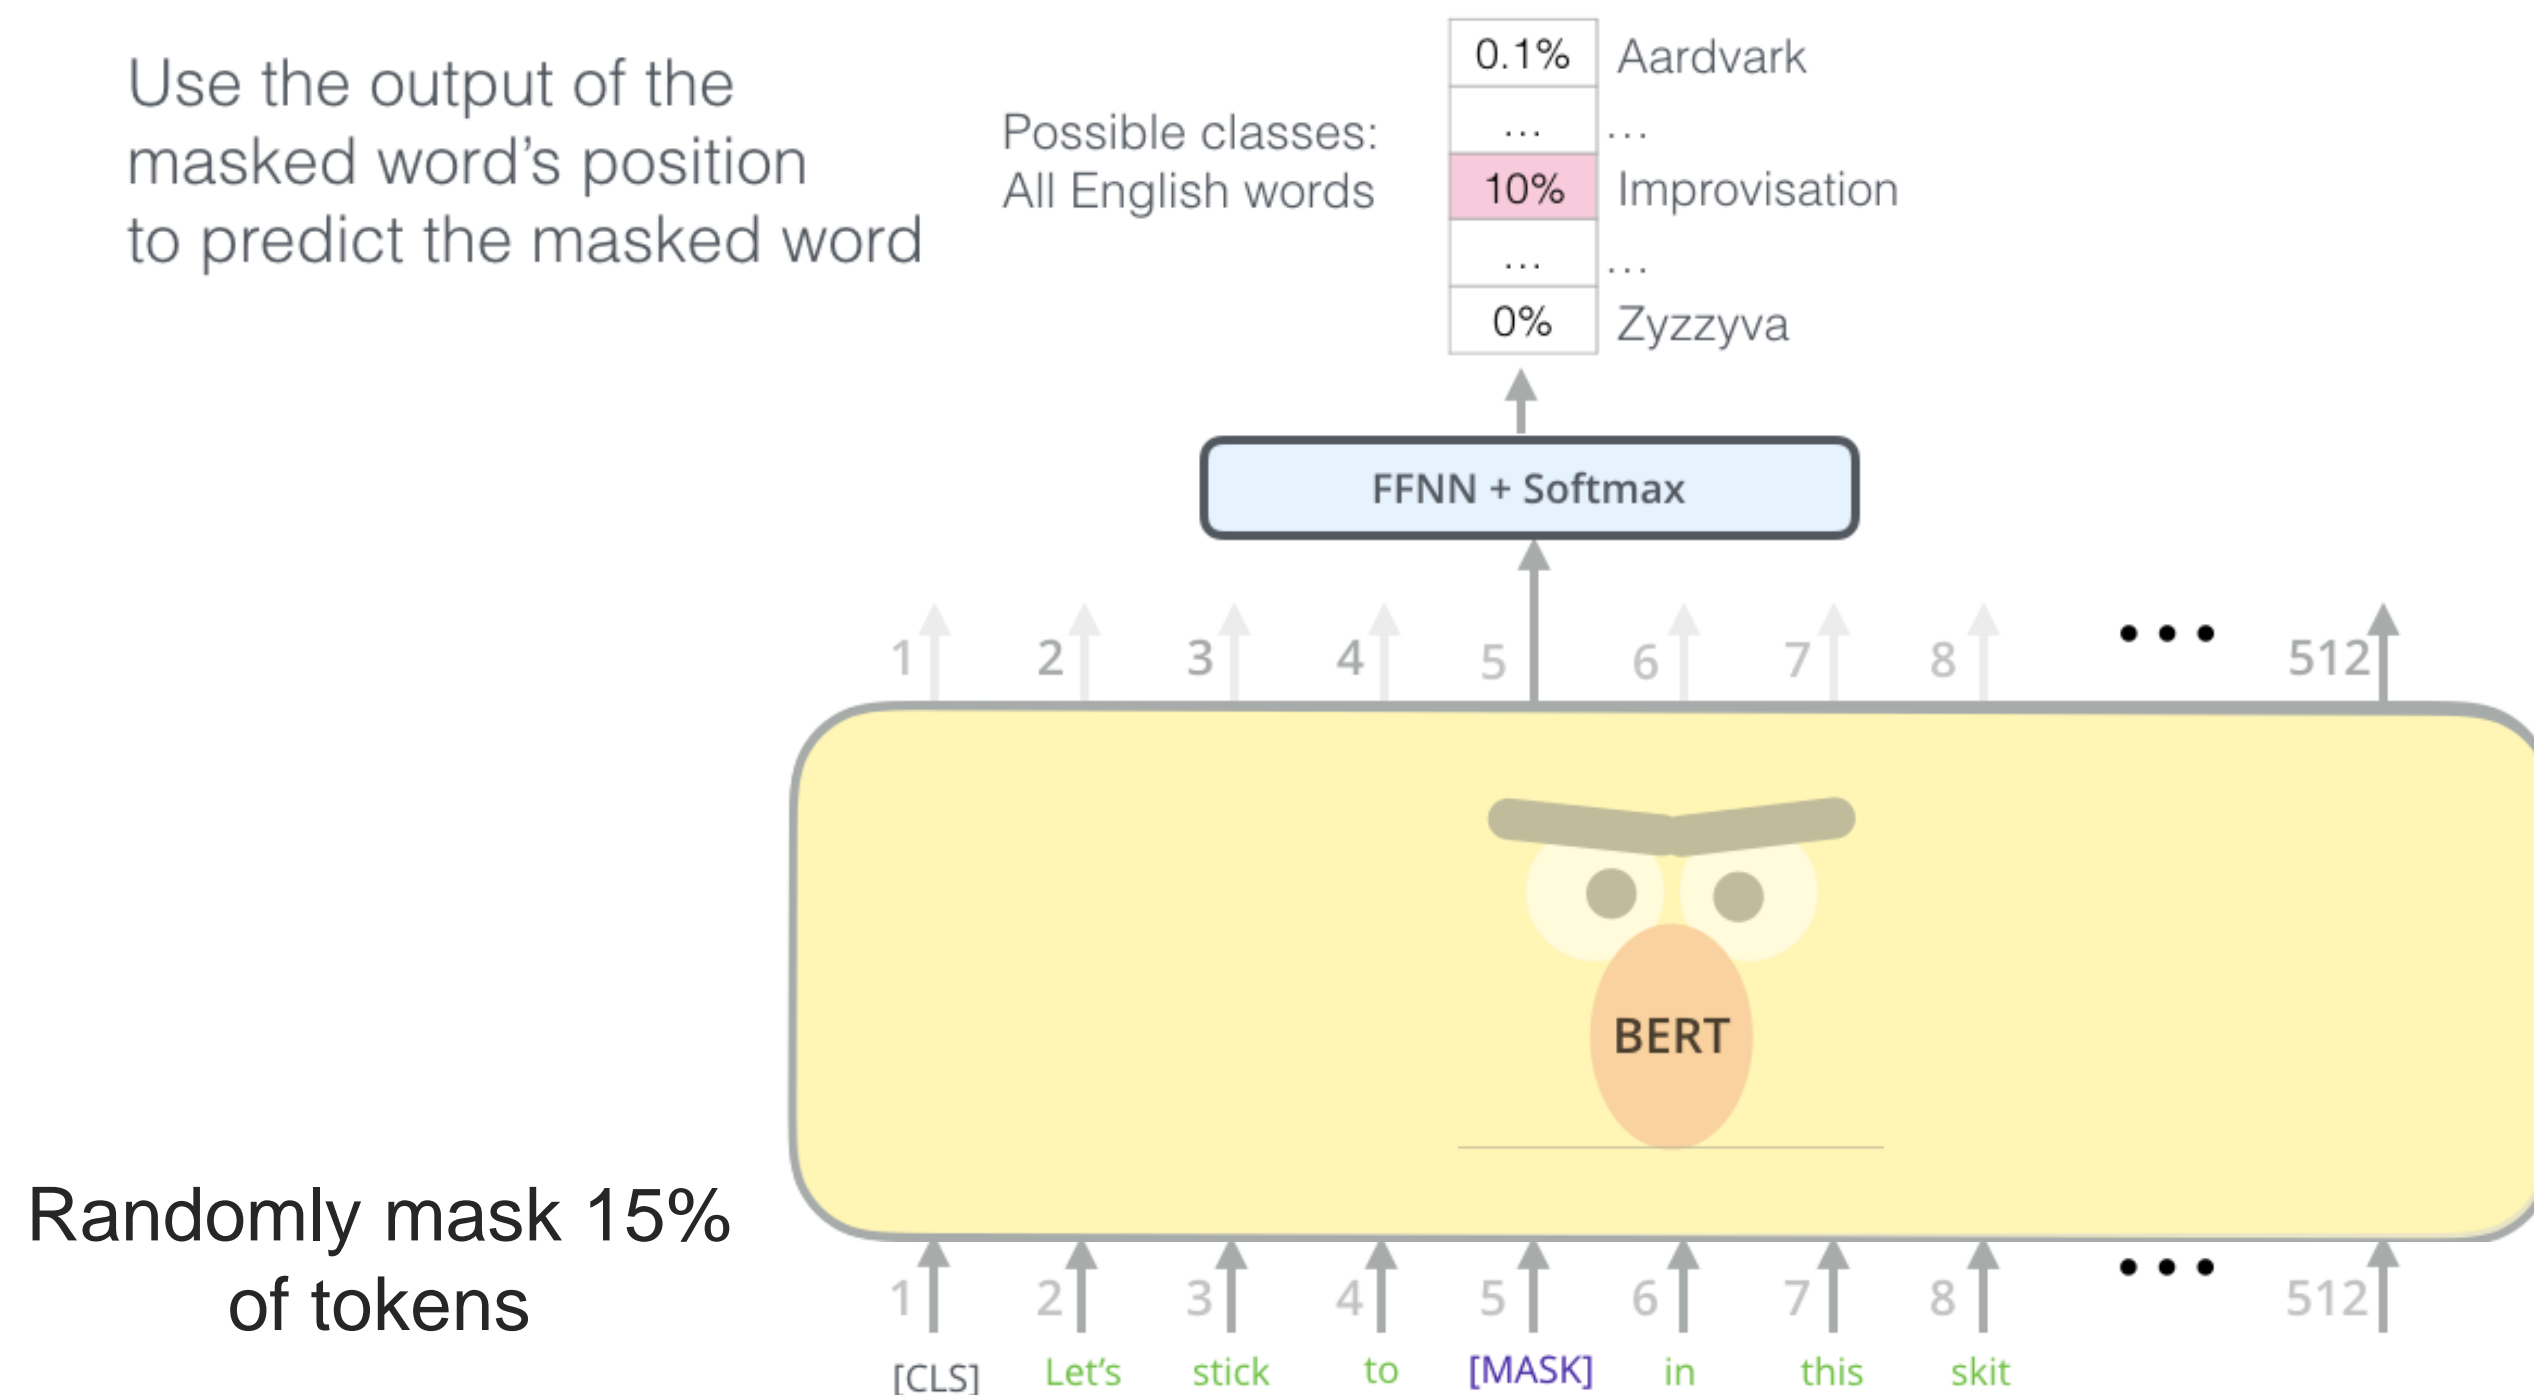 Use the output of the
masked word's position
to predict the masked word
Possible classes:
All English words
0.1% Aardvark
... ...
10% Improvisation
... ...
0% Zyzzyva
FFNN + Softmax
1 2 3 4 5 6 7 8 ... 512
BERT
Randomly mask 15%
of tokens
1 2 3 4 5 6 7 8 ... 512
[CLS] Let's stick to [MASK] in this skit